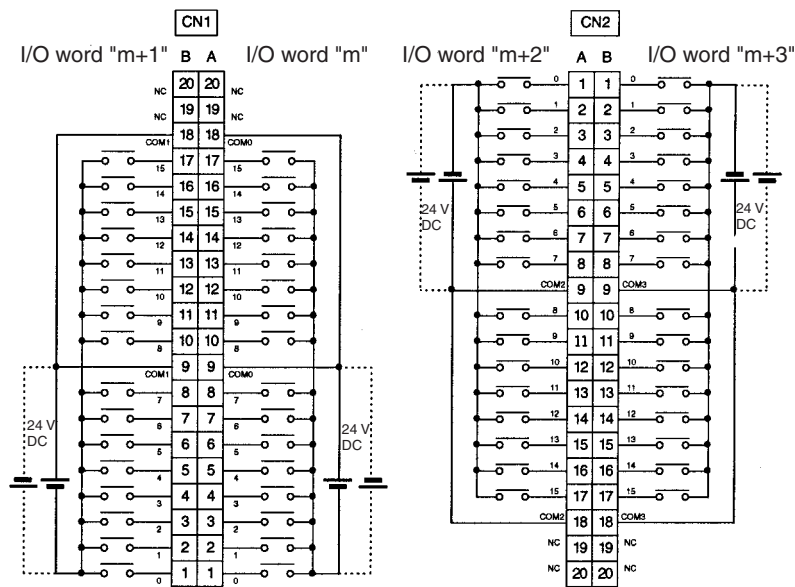 CN1
I/O word "m+1" B A I/O word "m"
NC 20 20 NC
NC 19 19 NC
COM1 18 18 COM0
15 17 17 15
14 16 16 14
13 15 15 13
12 14 14 12
11 13 13 11
10 12 12 10
9 11 11 9
8 10 10 8
COM1 9 9 COM0
7 8 8 7
24 V 6 7 7 6 24 V
DC 5 6 6 5 DC
4 5 5 4
3 4 4 3
2 3 3 2
1 2 2 1
0 1 1 0
CN2
I/O word "m+2" A B I/O word "m+3"
0 1 1 0
1 2 2 1
2 3 3 2
3 4 4 3
4 5 5 4
24 V 5 6 6 5 24 V
DC 6 7 7 6 DC
7 8 8 7
COM2 9 9 COM3
8 10 10 8
9 11 11 9
10 12 12 10
11 13 13 11
12 14 14 12
13 15 15 13
14 16 16 14
15 17 17 15
COM2 18 18 COM3
NC 19 19 NC
NC 20 20 NC